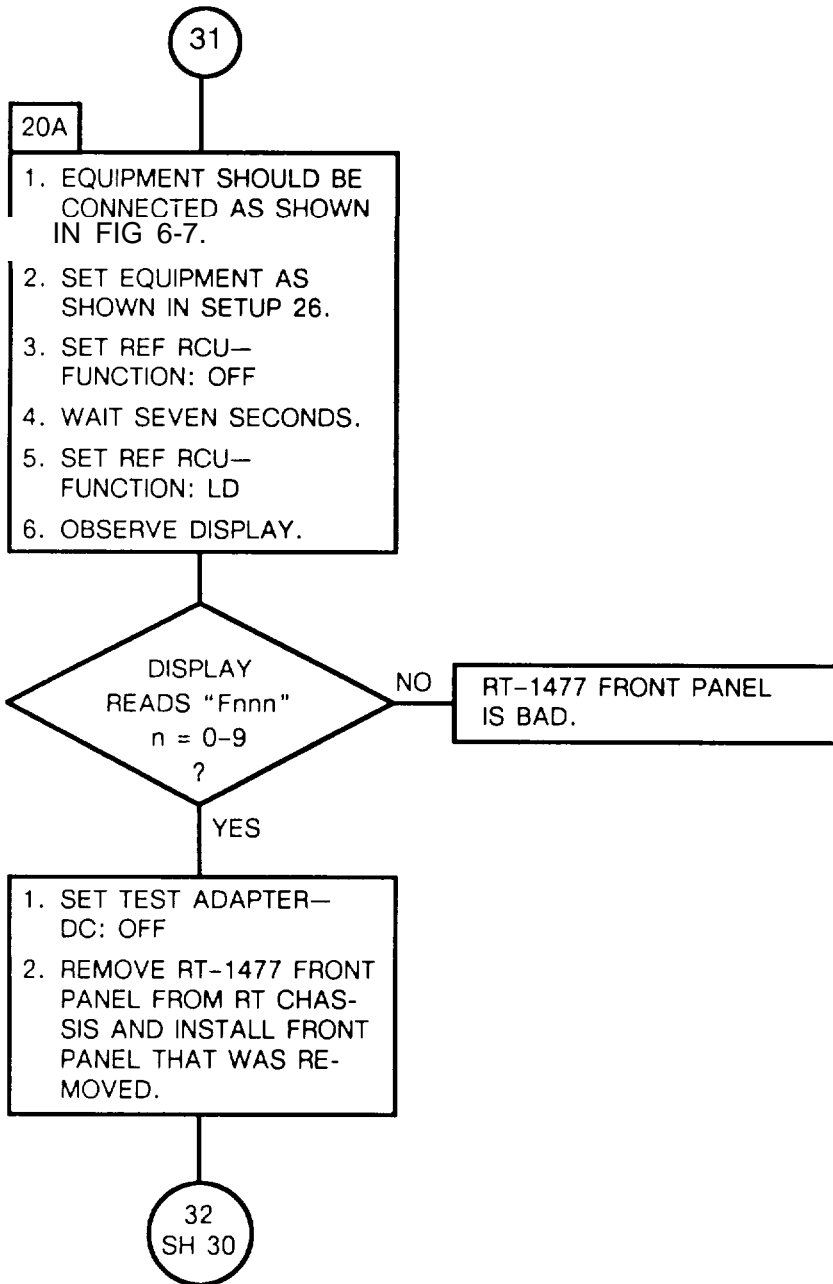 31
20A
1. EQUIPMENT SHOULD BE
CONNECTED AS SHOWN
IN FIG 6-7.
2. SET EQUIPMENT AS
SHOWN IN SETUP 26.
3. SET REF RCU—
FUNCTION: OFF
4. WAIT SEVEN SECONDS.
5. SET REF RCU—
FUNCTION: LD
6. OBSERVE DISPLAY.
DISPLAY
READS "Fnnn"
n = 0-9
?
NO
RT-1477 FRONT PANEL
IS BAD.
YES
1. SET TEST ADAPTER—
DC: OFF
2. REMOVE RT-1477 FRONT
PANEL FROM RT CHAS-
SIS AND INSTALL FRONT
PANEL THAT WAS RE-
MOVED.
32
SH 30